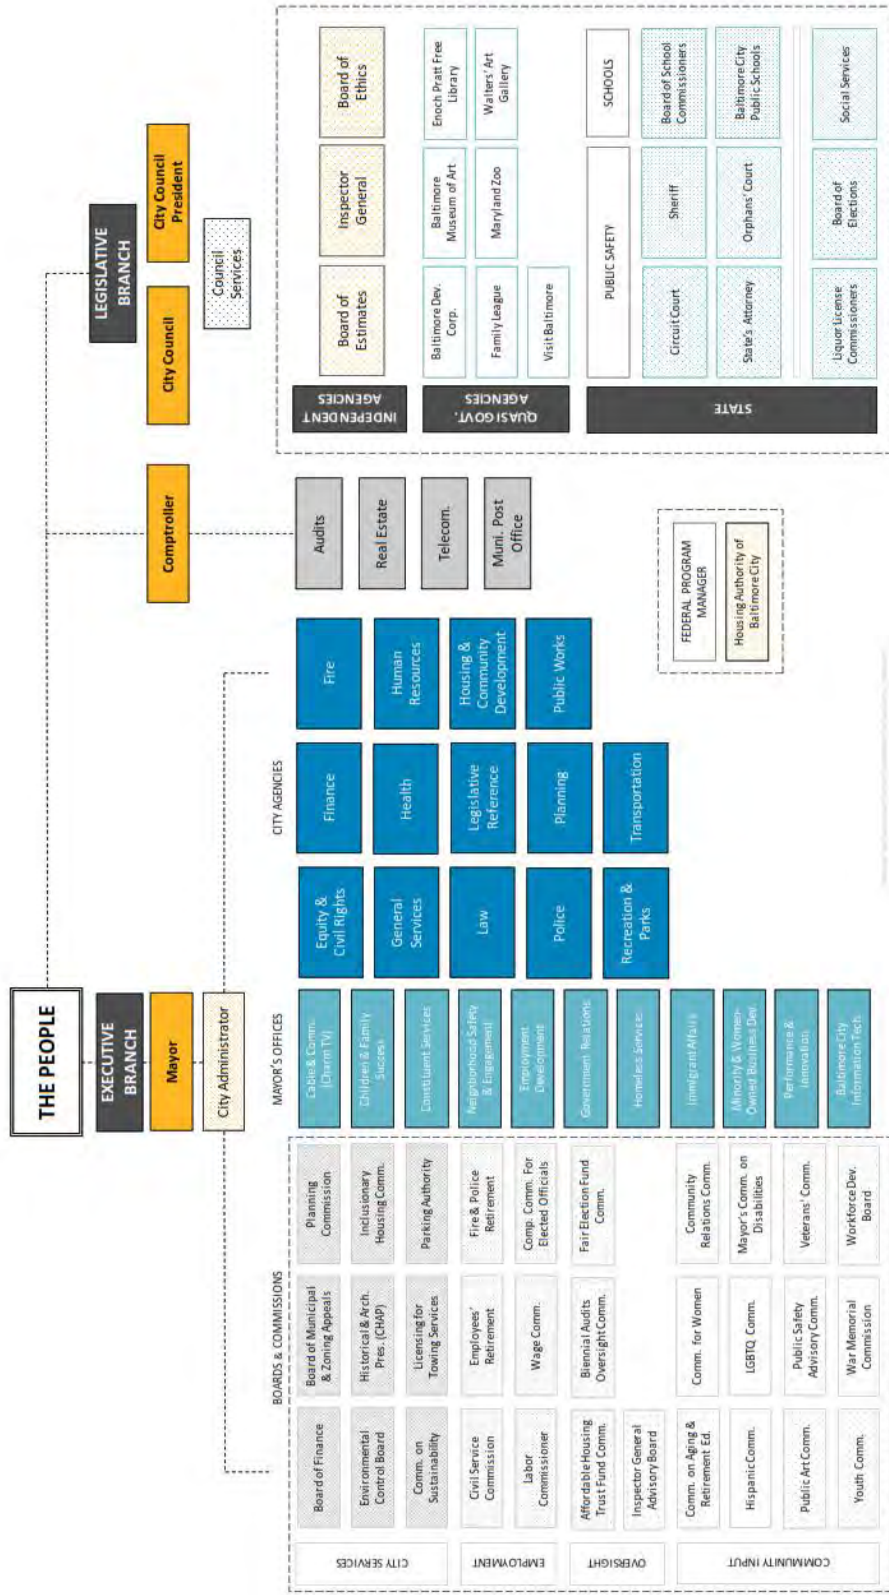 THE PEOPLE
EXECUTIVE
BRANCH
Mayor
City Administrator
LEGISLATIVE
BRANCH
Comptroller
City Council
City Council
President
Council
Services
BOARDS & COMMISSIONS
CITY SERVICES
Board of Finance
Board of Municipal
& Zoning Appeals
Planning
Commission
Environmental
Control Board
Historical & Arch.
Pres. (CHAP)
Inclusionary
Housing Comm.
Comm. on
Sustainability
Licensing for
Towing Services
Parking Authority
EMPLOYMENT
Civil Service
Commission
Employees'
Retirement
Fire & Police
Retirement
Labor
Commissioner
Wage Comm.
Comp. Comm. For
Elected Officials
OVERSIGHT
Affordable Housing
Trust Fund Comm.
Biennial Audits
Oversight Comm.
Fair Election Fund
Comm.
Inspector General
Advisory Board
COMMUNITY INPUT
Comm. on Aging &
Retirement Ed.
Comm. for Women
Community
Relations Comm.
Hispanic Comm.
LGBTQ Comm.
Mayor's Comm. on
Disabilities
Public Art Comm.
Public Safety
Advisory Comm.
Veterans' Comm.
Youth Comm.
War Memorial
Commission
Workforce Dev.
Board
MAYOR'S OFFICES
Cable & Comm.
(Charm TV)
Children & Family
Success
Constituent Services
Neighborhood Safety
& Engagement
Employment
Development
Government Relations
Homeless Services
Immigrant Affairs
Minority & Women-
Owned Business Dev.
Performance &
Innovation
Baltimore City
Information Tech.
CITY AGENCIES
Equity &
Civil Rights
Finance
Fire
General
Services
Health
Human
Resources
Law
Legislative
Reference
Housing &
Community
Development
Police
Planning
Public Works
Recreation &
Parks
Transportation
Audits
Real Estate
Telecom.
Muni. Post
Office
FEDERAL PROGRAM
MANAGER
Housing Authority of
Baltimore City
INDEPENDENT
AGENCIES
Board of
Estimates
Inspector
General
Board of
Ethics
QUASI GOVT.
AGENCIES
Baltimore Dev.
Corp.
Baltimore
Museum of Art
Enoch Pratt Free
Library
Family League
Maryland Zoo
Walters' Art
Gallery
Visit Baltimore
STATE
PUBLIC SAFETY
SCHOOLS
Circuit Court
Sheriff
Board of School
Commissioners
State's Attorney
Orphans' Court
Baltimore City
Public Schools
Liquor License
Commissioners
Board of
Elections
Social Services